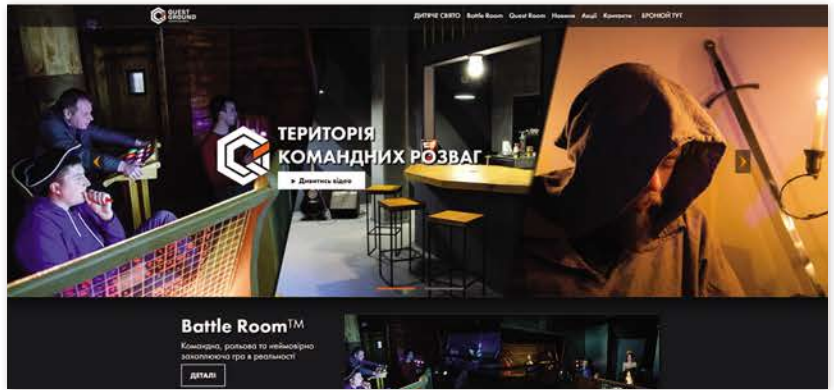 QUEST
GROUND
ДИТЯЧЕ СВЯТО Battle Room Quest Room Новини Акції Контакти БРОНЮЙ ТУТ
ТЕРИТОРІЯ
КОМАНДНИХ РОЗВАГ
Дивитись відео
Battle Room™
Командна, рольова та неймовірно
захоплююча гра в реальності
ДЕТАЛІ